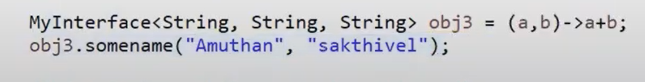 MyInterface<String, String, String> obj3 = (a,b)->a+b;
obj3.somename("Amuthan", "sakthivel");